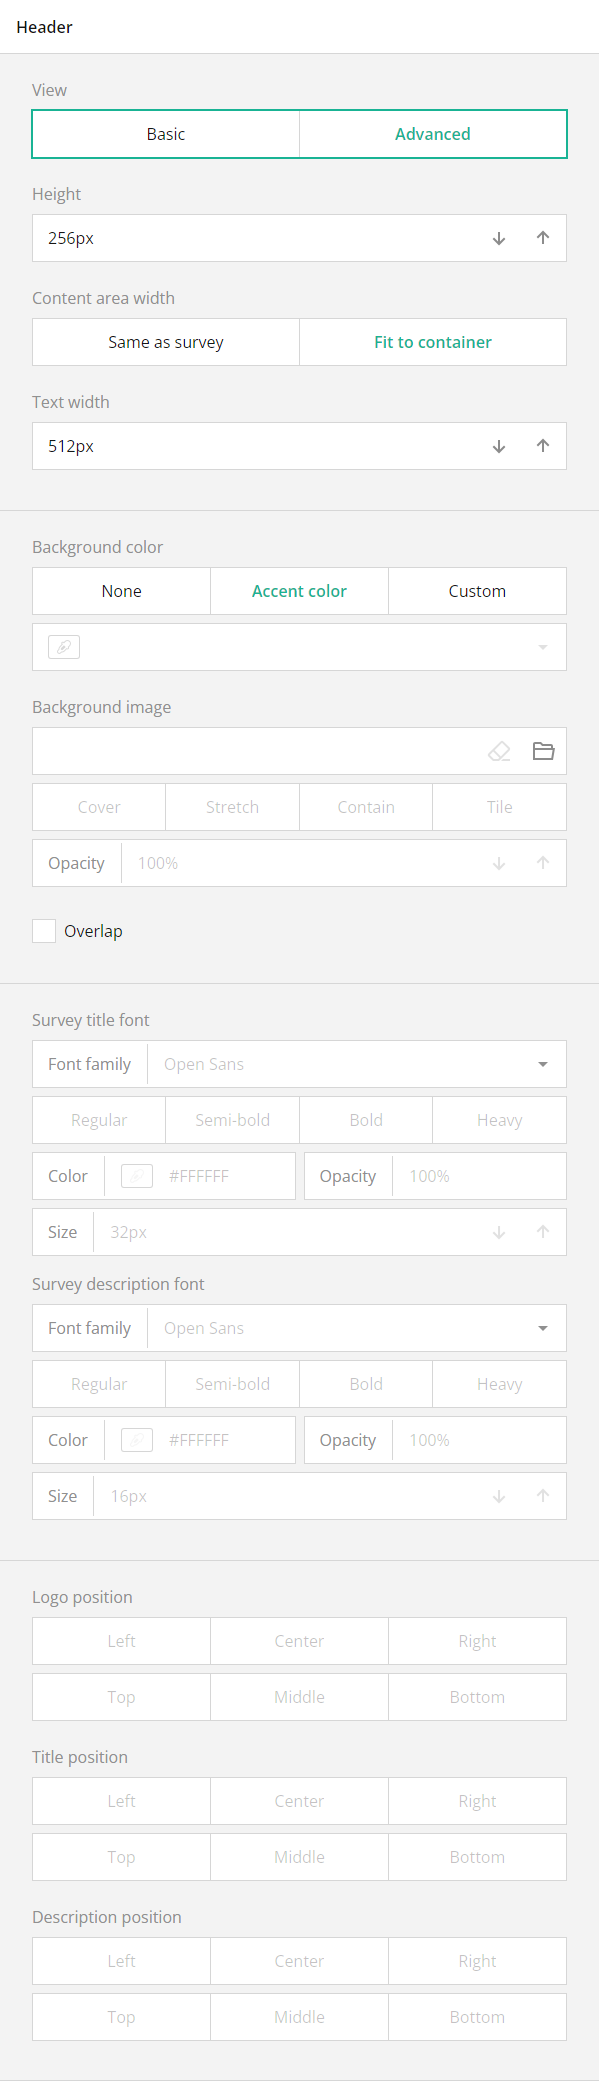 Header
View
Basic Advanced
Height
256px
Content area width
Same as survey Fit to container
Text width
512px
Background color
None Accent color Custom
Background image
Cover Stretch Contain Tile
Opacity 100%
Overlap
Survey title font
Font family Open Sans
Regular Semi-bold Bold Heavy
Color #FFFFFF Opacity 100%
Size 32px
Survey description font
Font family Open Sans
Regular Semi-bold Bold Heavy
Color #FFFFFF Opacity 100%
Size 16px
Logo position
Left Center Right
Top Middle Bottom
Title position
Left Center Right
Top Middle Bottom
Description position
Left Center Right
Top Middle Bottom